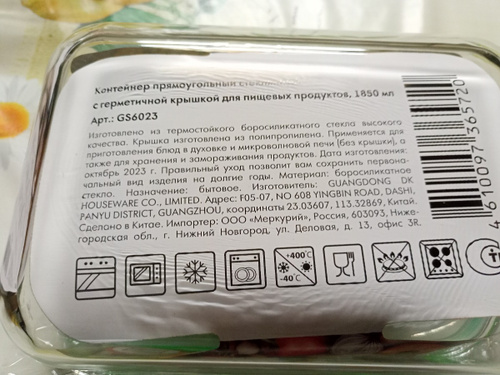 Контейнер прямоугольный
с герметичной крышкой для пищевых продуктов, 1850 мл
Арт.: GS6023
Изготовлено из термостойкого боросиликатного стекла высокого
качества. Крышка изготовлена из полипропилена. Применяется для
приготовления блюд в духовке и микроволновой печи (без крышки), а
также для хранения и замораживания продуктов. Дата изготовления:
октябрь 2023 г. Правильный уход позволит вам сохранить первона-
чальный вид изделия на долгие годы. Материал: боросиликатное
стекло. Назначение: бытовое. Изготовитель: GUANGDONG DK
HOUSEWARE CO., LIMITED. Адрес: F05-07, NO 608 YINGBIN ROAD, DASHI,
PANYU DISTRICT, GUANGZHOU, координаты 23.03607, 113.32869, Китай.
Сделано в Китае. Импортер: ООО «Меркурий», Россия, 603093, Ниже-
городская обл., г. Нижний Новгород, ул. Деловая, д. 13, офис 3R.
+400°C
-40°C
4 610097 365720